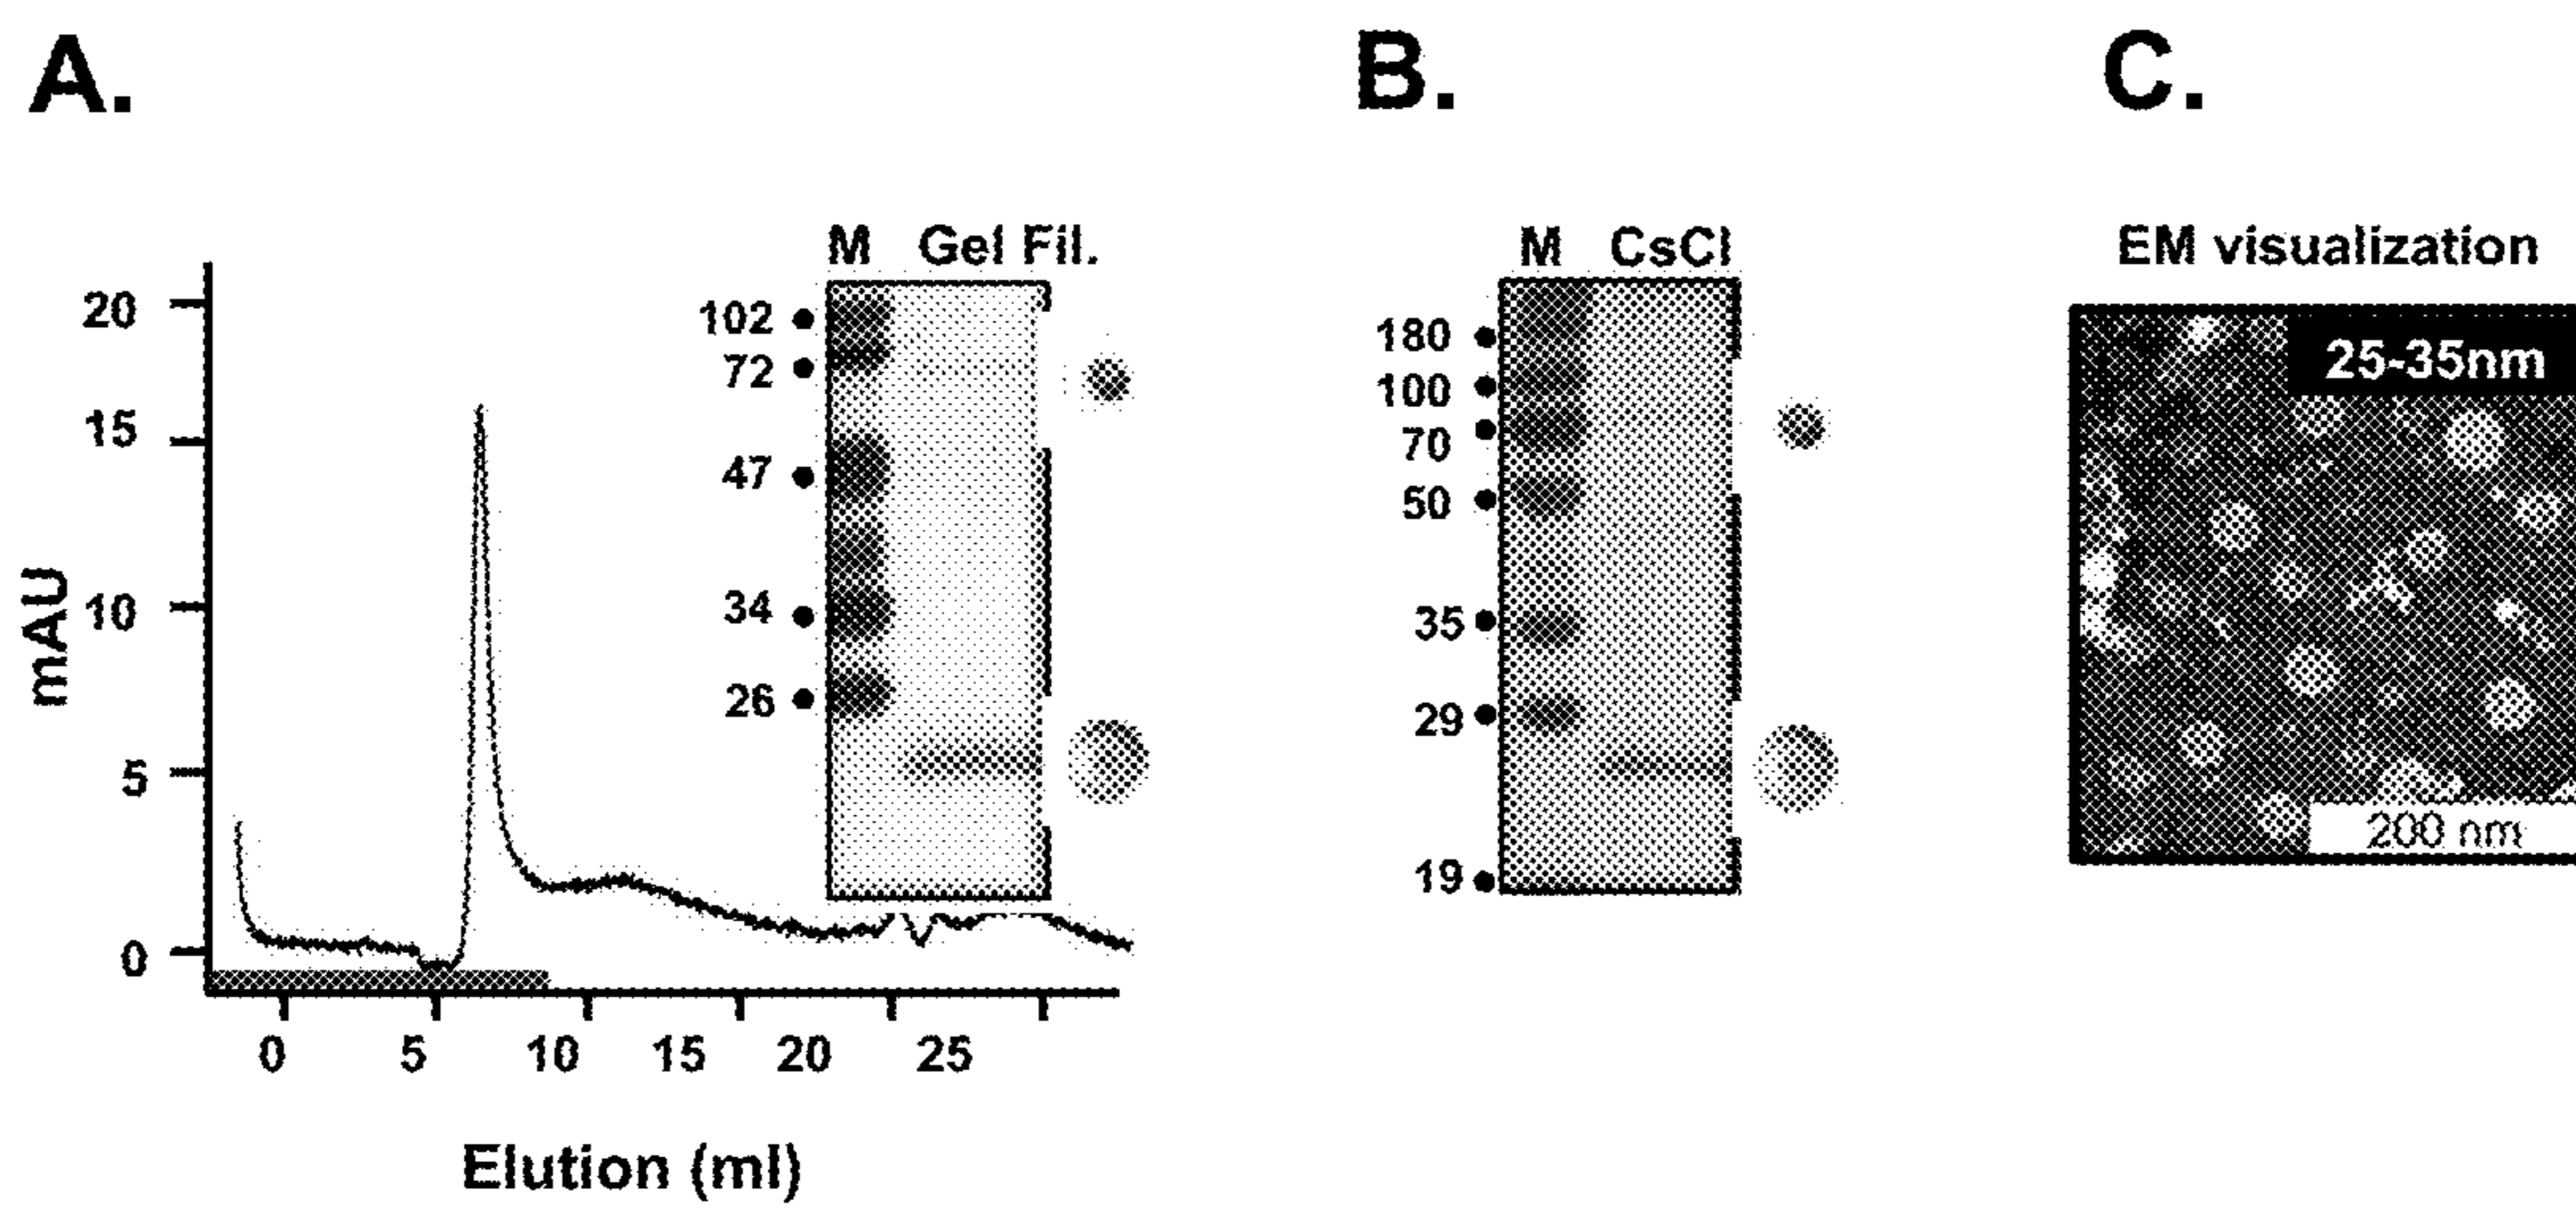 A.
B.
C.
M Gel Fil.
M CsCl
EM visualization
20
15
10
5
0
mAU
102
72
47
34
26
180
100
70
50
35
29
19
25-35nm
200 nm
0 5 10 15 20 25
Elution (ml)